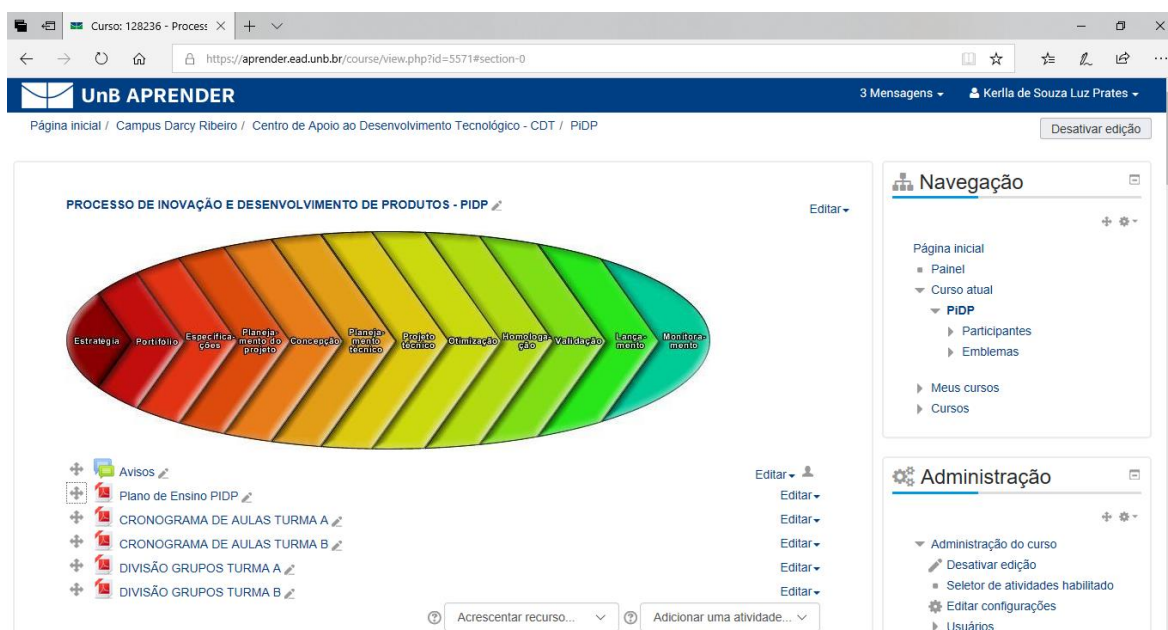 Curso: 128236 - Process
https://aprender.ead.unb.br/course/view.php?id=5571#section-0
UnB APRENDER
3 Mensagens
Kerlla de Souza Luz Prates
Página inicial / Campus Darcy Ribeiro / Centro de Apoio ao Desenvolvimento Tecnológico - CDT / PiDP
Desativar edição
PROCESSO DE INOVAÇÃO E DESENVOLVIMENTO DE PRODUTOS - PIDP
Editar
Estratégia
Portifólio
Especifica-
ções
Planeja-
mento do
projeto
Concepção
Planeja-
mento
técnico
Projeto
técnico
Otimização
Homologa-
ção
Validação
Lança-
mento
Monitora-
mento
Avisos
Editar
Plano de Ensino PIDP
Editar
CRONOGRAMA DE AULAS TURMA A
Editar
CRONOGRAMA DE AULAS TURMA B
Editar
DIVISÃO GRUPOS TURMA A
Editar
DIVISÃO GRUPOS TURMA B
Editar
Acrescentar recurso...
Adicionar uma atividade...
Navegação
Página inicial
Painel
Curso atual
PiDP
Participantes
Emblemas
Meus cursos
Cursos
Administração
Administração do curso
Desativar edição
Seletor de atividades habilitado
Editar configurações
Usuários